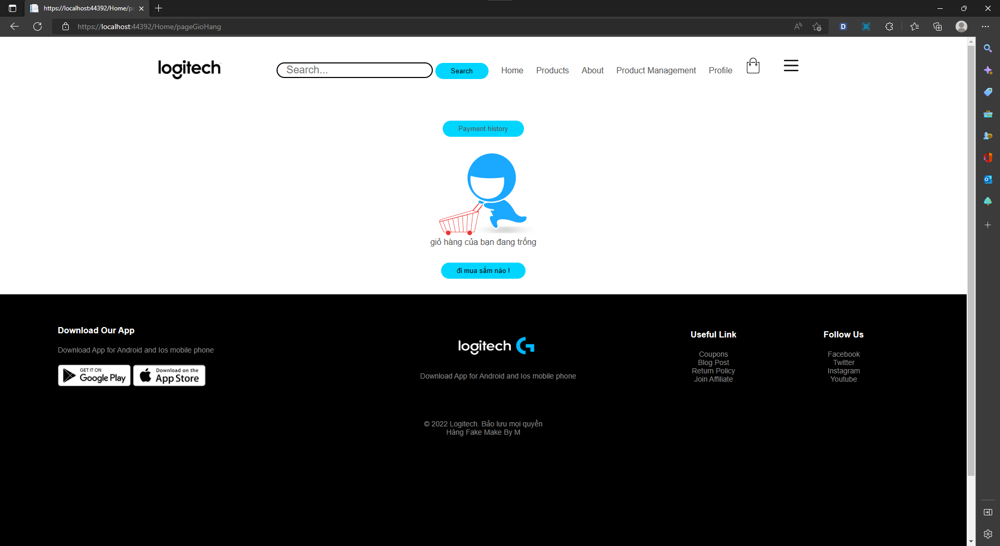 https://localhost:44392/Home/pa
https://localhost:44392/Home/pageGioHang
logitech
Search...
Search
Home
Products
About
Product Management
Profile
Payment history
giỏ hàng của bạn đang trống
đi mua sắm nào !
Download Our App
Download App for Android and Ios mobile phone
GET IT ON
Google Play
Download on the
App Store
logitech G
Download App for Android and Ios mobile phone
Useful Link
Coupons
Blog Post
Return Policy
Join Affiliate
Follow Us
Facebook
Twitter
Instagram
Youtube
© 2022 Logitech. Bảo lưu mọi quyền
Hàng Fake Make By M